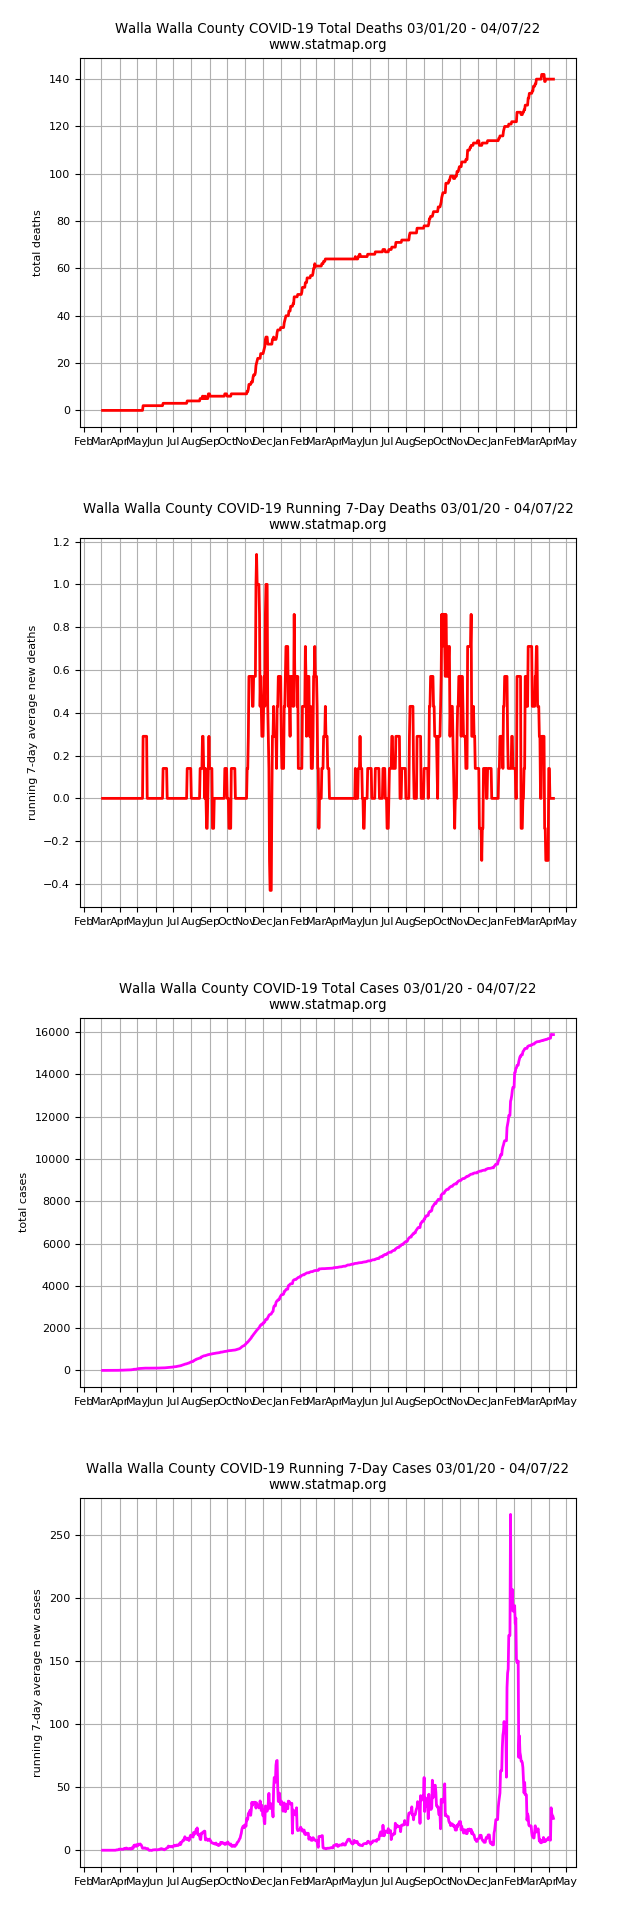 Walla Walla County COVID-19 Total Deaths 03/01/20 - 04/07/22
www.statmap.org
total deaths
140
120
100
80
60
40
20
0
Feb Mar Apr May Jun Jul Aug Sep Oct Nov Dec Jan Feb Mar Apr May Jun Jul Aug Sep Oct Nov Dec Jan Feb Mar Apr May
Walla Walla County COVID-19 Running 7-Day Deaths 03/01/20 - 04/07/22
www.statmap.org
running 7-day average new deaths
1.2
1.0
0.8
0.6
0.4
0.2
0.0
−0.2
−0.4
Feb Mar Apr May Jun Jul Aug Sep Oct Nov Dec Jan Feb Mar Apr May Jun Jul Aug Sep Oct Nov Dec Jan Feb Mar Apr May
Walla Walla County COVID-19 Total Cases 03/01/20 - 04/07/22
www.statmap.org
total cases
16000
14000
12000
10000
8000
6000
4000
2000
0
Feb Mar Apr May Jun Jul Aug Sep Oct Nov Dec Jan Feb Mar Apr May Jun Jul Aug Sep Oct Nov Dec Jan Feb Mar Apr May
Walla Walla County COVID-19 Running 7-Day Cases 03/01/20 - 04/07/22
www.statmap.org
running 7-day average new cases
250
200
150
100
50
0
Feb Mar Apr May Jun Jul Aug Sep Oct Nov Dec Jan Feb Mar Apr May Jun Jul Aug Sep Oct Nov Dec Jan Feb Mar Apr May